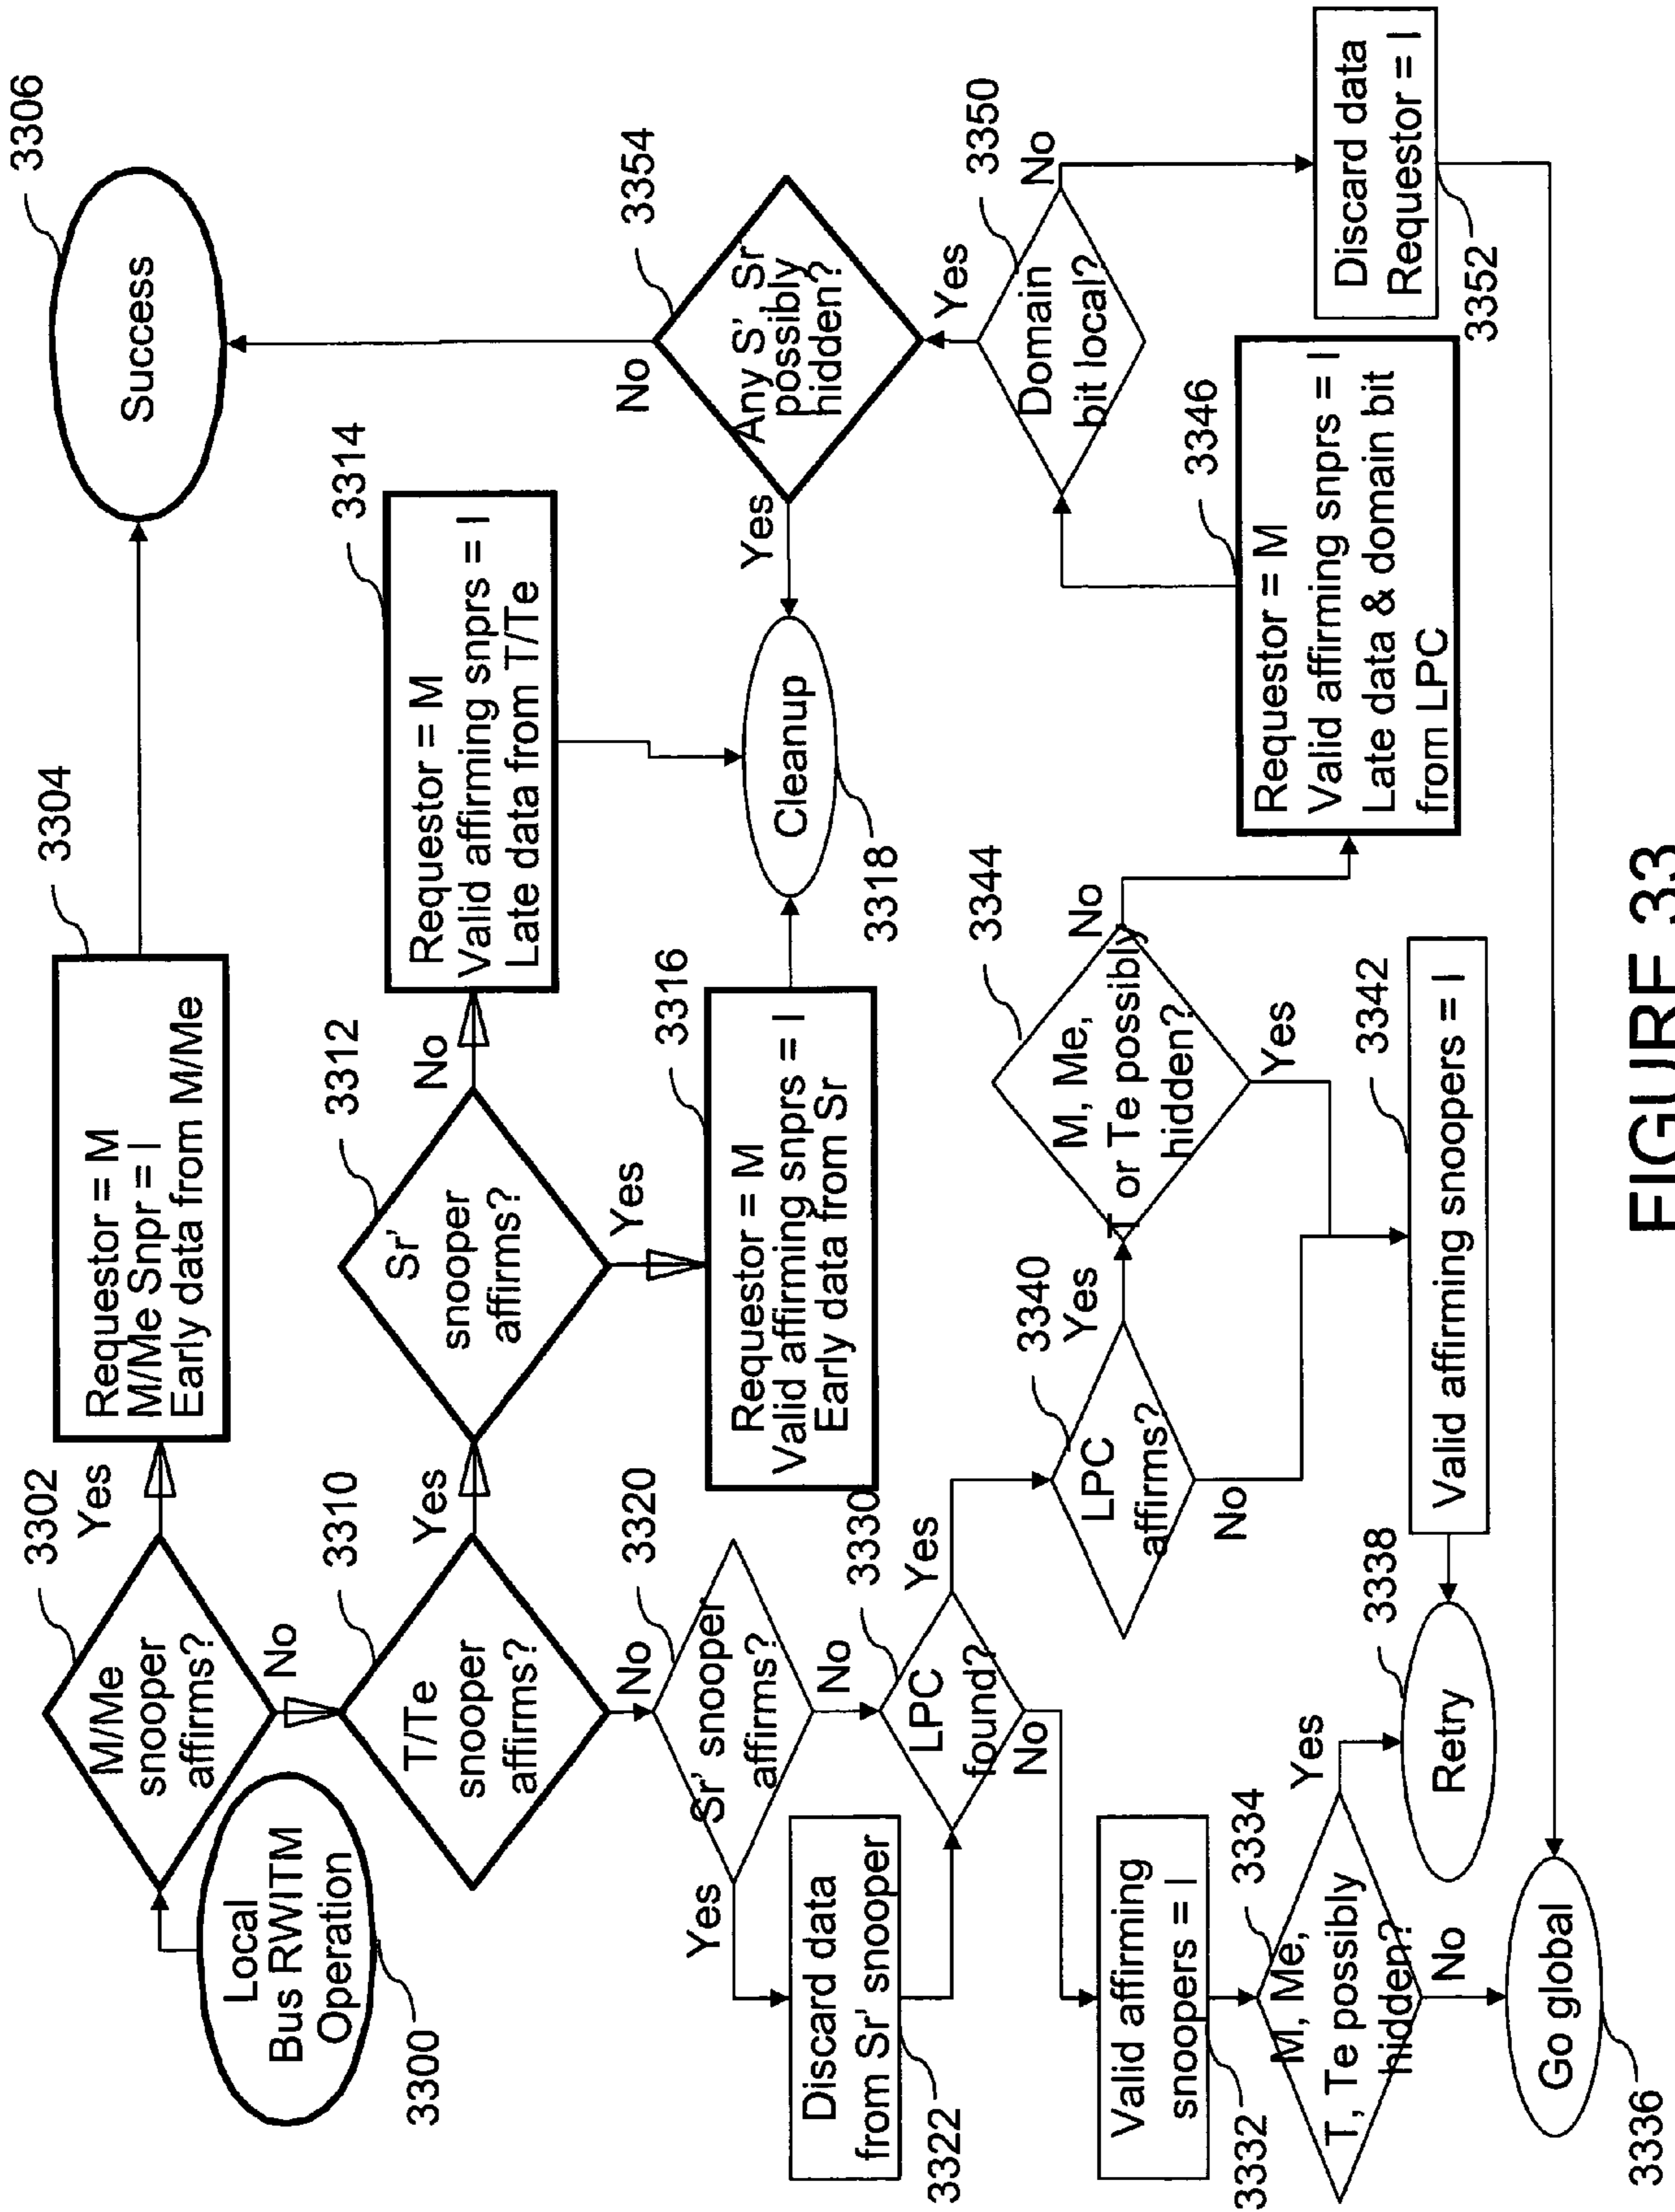 3300
Local
Bus RWITM
Operation
3302
M/Me
snooper
affirms?
Yes
No
3304
Requestor = M
M/Me Snpr = I
Early data from M/Me
3306
Success
3310
T/Te
snooper
affirms?
Yes
No
3312
Sr'
snooper
affirms?
No
Yes
3314
Requestor = M
Valid affirming snprs = I
Late data from T/Te
3316
Requestor = M
Valid affirming snprs = I
Early data from Sr
3318
Cleanup
3320
Sr' snooper
affirms?
Yes
No
3322
Discard data
from Sr' snooper
3330
LPC
found?
Yes
No
3332
Valid affirming
snoopers = I
3334
M, Me,
T, Te possibly
hidden?
Yes
No
3336
Go global
3338
Retry
3340
LPC
affirms?
Yes
No
3342
Valid affirming snoopers = I
3344
M, Me,
T or Te possibly
hidden?
No
Yes
3346
Requestor = M
Valid affirming snprs = I
Late data & domain bit
from LPC
3350
Domain
bit local?
Yes
No
3352
Discard data
Requestor = I
3354
Any S', Sr
possibly
hidden?
No
Yes
FIGURE 33